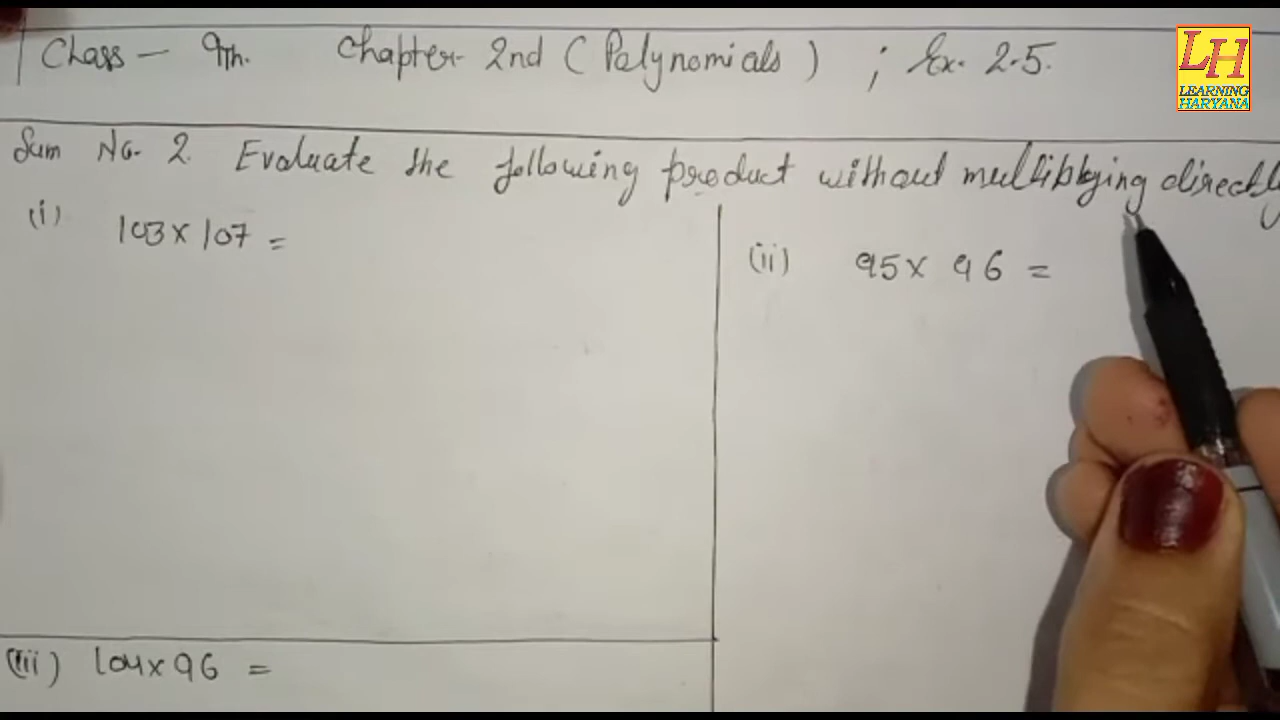 Class - 9Th. Chapter 2nd (Polynomials) ; Ex. 2.5.
LH
LEARNING
HARYANA
Sum No. 2. Evaluate the following product without multiplying directly
(i) 103 x 107 =
(ii) 95 x 96 =
(iii) 104 x 96 =